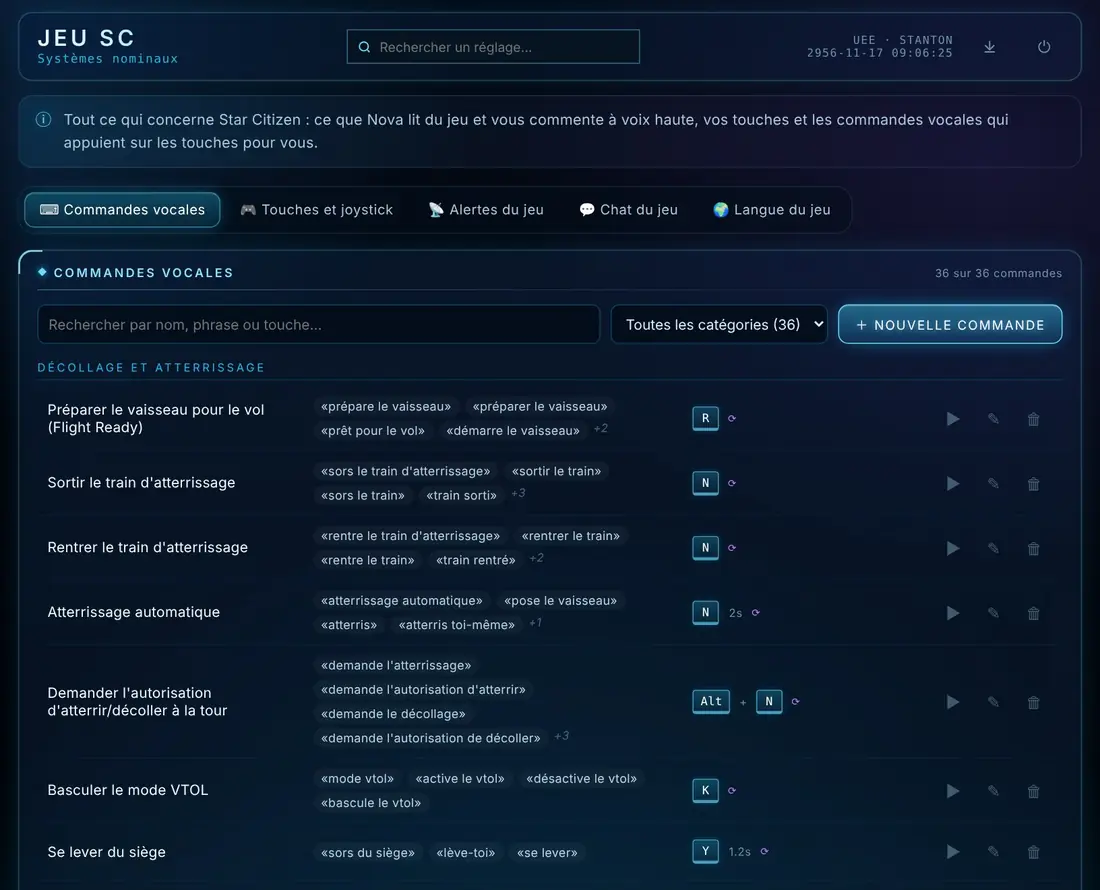 JEU SC
Systèmes nominaux
Rechercher un réglage...
UEE · STANTON
2956-11-17 09:06:25
Tout ce qui concerne Star Citizen : ce que Nova lit du jeu et vous commente à voix haute, vos touches et les commandes vocales qui
appuient sur les touches pour vous.
Commandes vocales
Touches et joystick
Alertes du jeu
Chat du jeu
Langue du jeu
COMMANDES VOCALES
36 sur 36 commandes
Rechercher par nom, phrase ou touche...
Toutes les catégories (36)
+ NOUVELLE COMMANDE
DÉCOLLAGE ET ATTERRISSAGE
Préparer le vaisseau pour le vol
(Flight Ready)
«prépare le vaisseau» «préparer le vaisseau»
«prêt pour le vol» «démarre le vaisseau» +2
R
Sortir le train d'atterrissage
«sors le train d'atterrissage» «sortir le train»
«sors le train» «train sorti» +3
N
Rentrer le train d'atterrissage
«rentre le train d'atterrissage» «rentrer le train»
«rentre le train» «train rentré» +2
N
Atterrissage automatique
«atterrissage automatique» «pose le vaisseau»
«atterris» «atterris toi-même» +1
N 2s
Demander l'autorisation
d'atterrir/décoller à la tour
«demande l'atterrissage»
«demande l'autorisation d'atterrir»
«demande le décollage»
«demande l'autorisation de décoller» +3
Alt + N
Basculer le mode VTOL
«mode vtol» «active le vtol» «désactive le vtol»
«bascule le vtol»
K
Se lever du siège
«sors du siège» «lève-toi» «se lever»
Y 1.2s